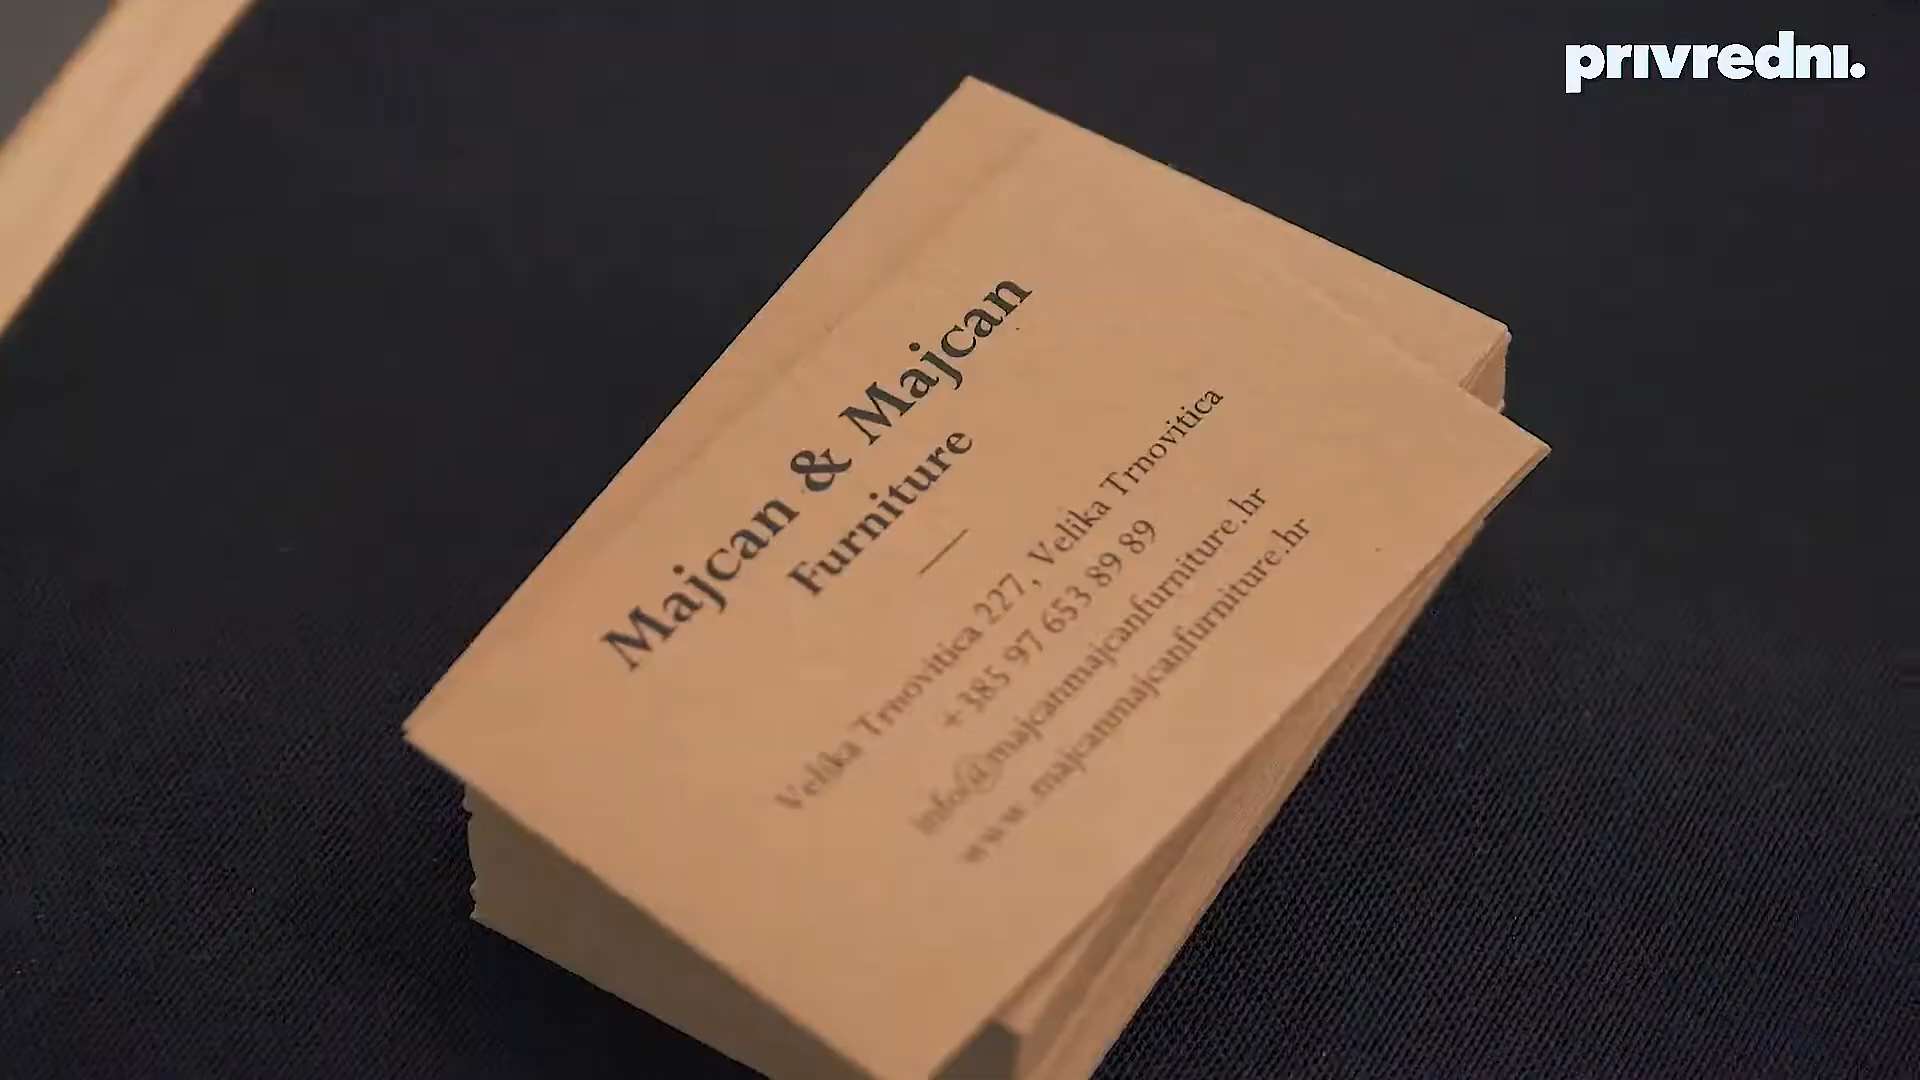 privredni.
Majcan & Majcan
Furniture
Velika Trnovitica 227, Velika Trnovitica
+385 97 653 89 89
info@majcanmajcanfurniture.hr
www.majcanmajcanfurniture.hr